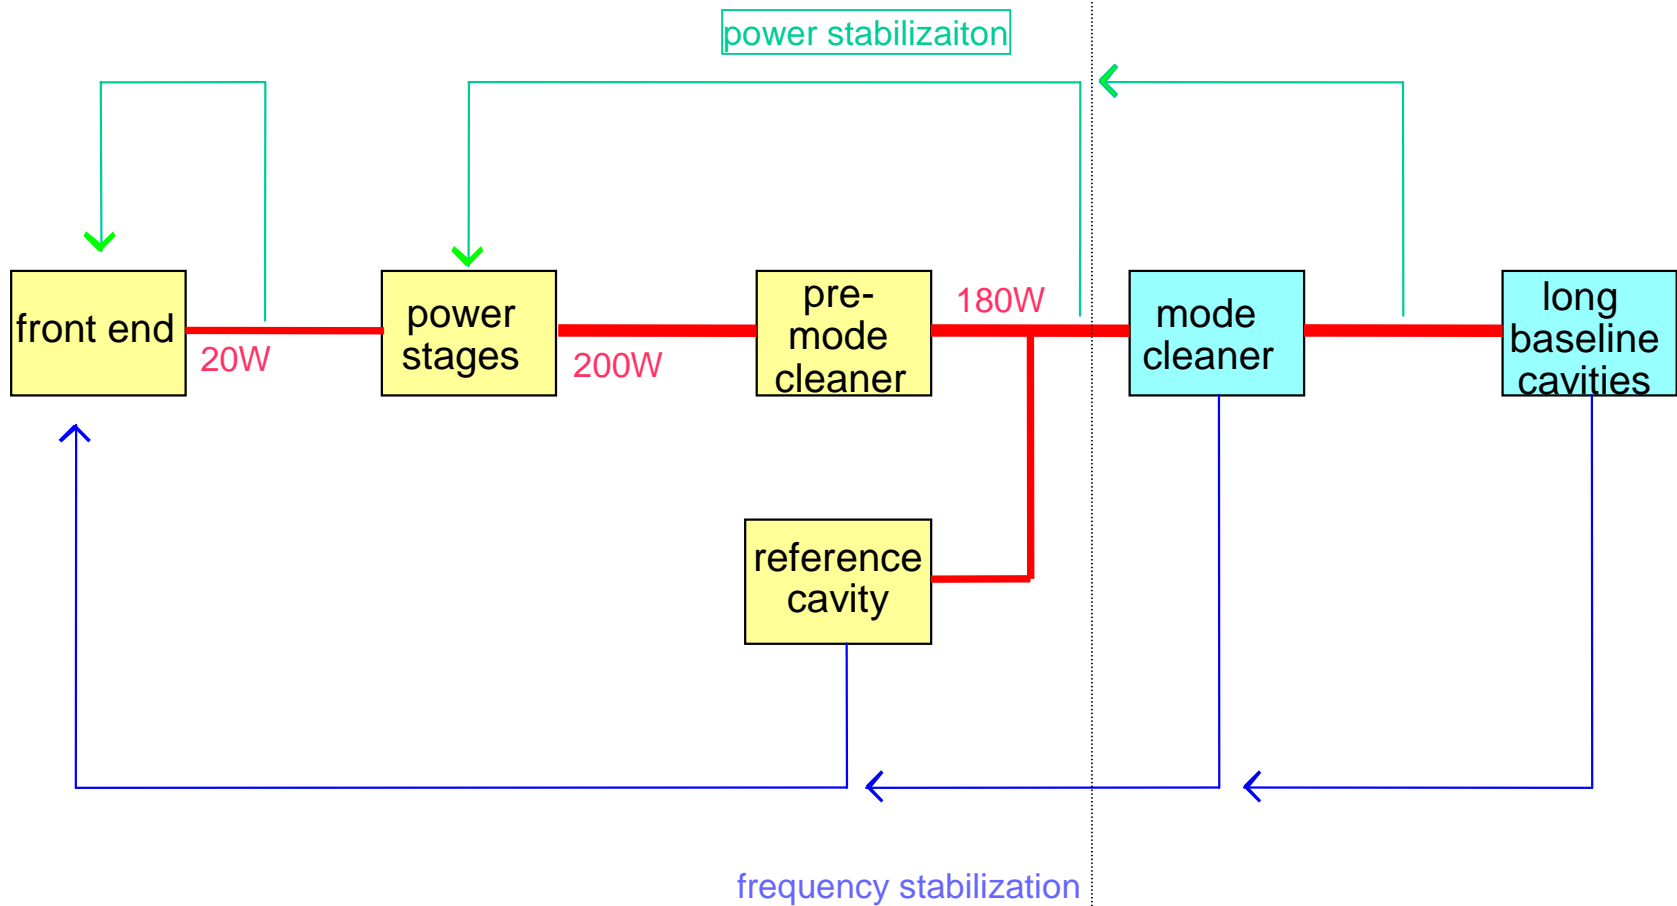 power stabilizaiton
front end
20W
power
stages
200W
pre-
mode
cleaner
180W
mode
cleaner
long
baseline
cavities
reference
cavity
frequency stabilization